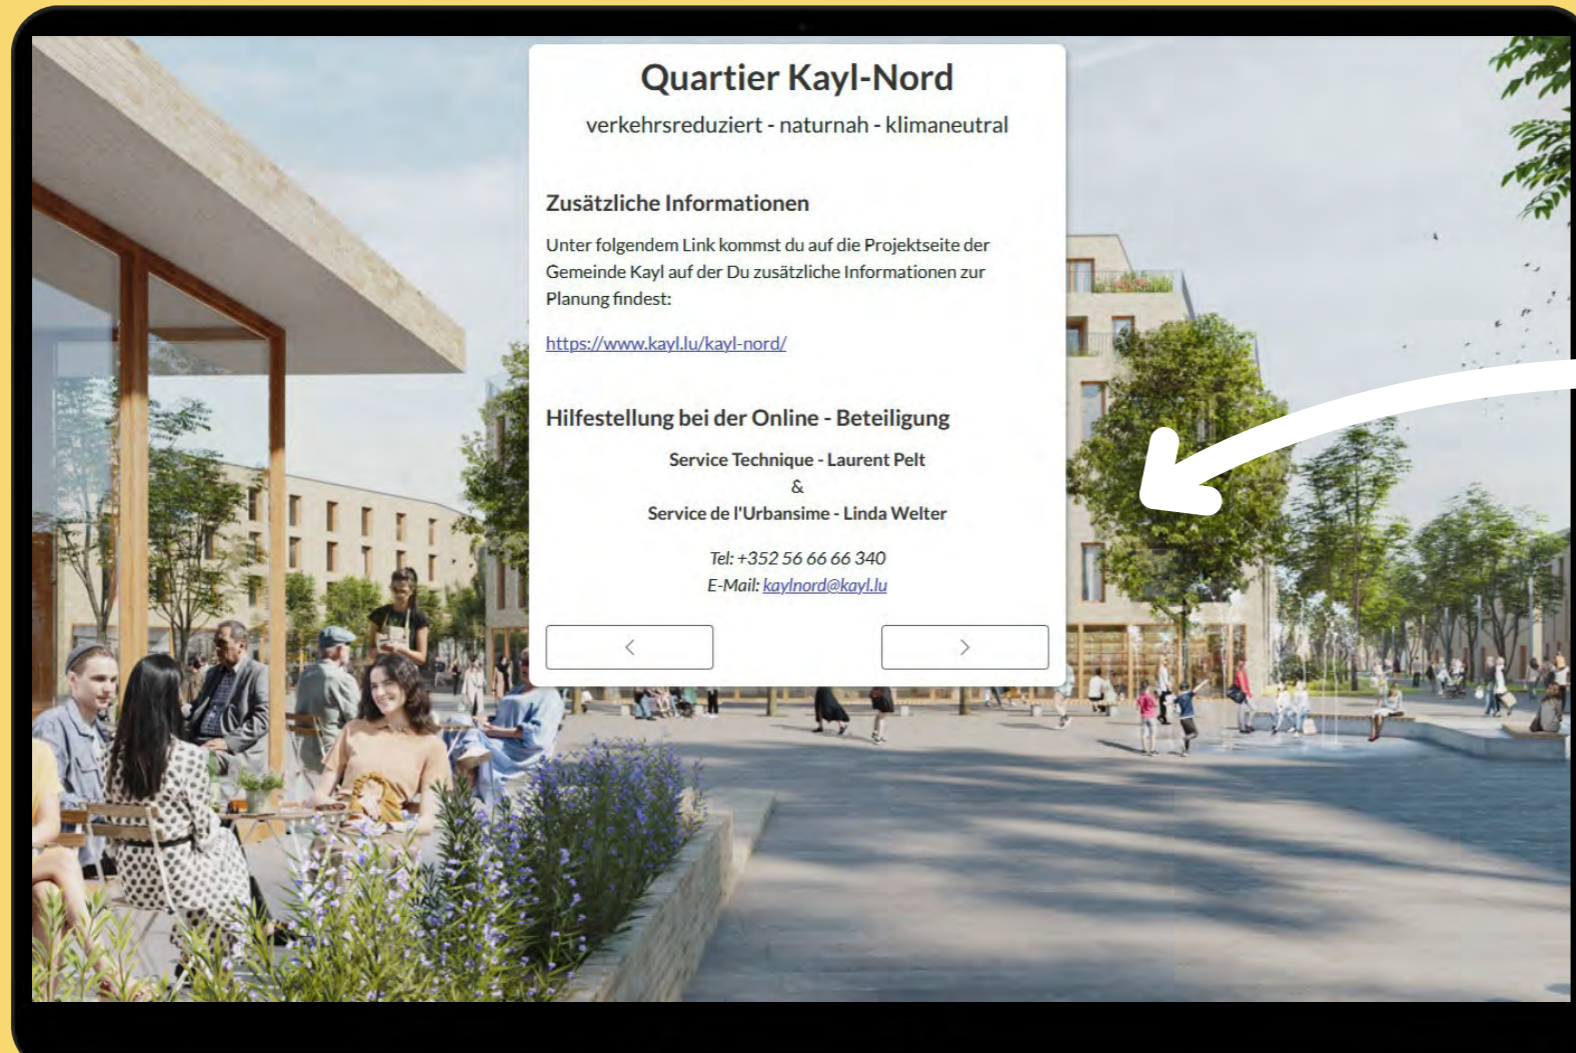 Quartier Kayl-Nord
verkehrsreduziert - naturnah - klimaneutral
Zusätzliche Informationen
Unter folgendem Link kommst du auf die Projektseite der
Gemeinde Kayl auf der Du zusätzliche Informationen zur
Planung findest:
https://www.kayl.lu/kayl-nord/
Hilfestellung bei der Online - Beteiligung
Service Technique - Laurent Pelt
&
Service de l'Urbansime - Linda Welter
Tel: +352 56 66 66 340
E-Mail: kaylnord@kayl.lu
<
>